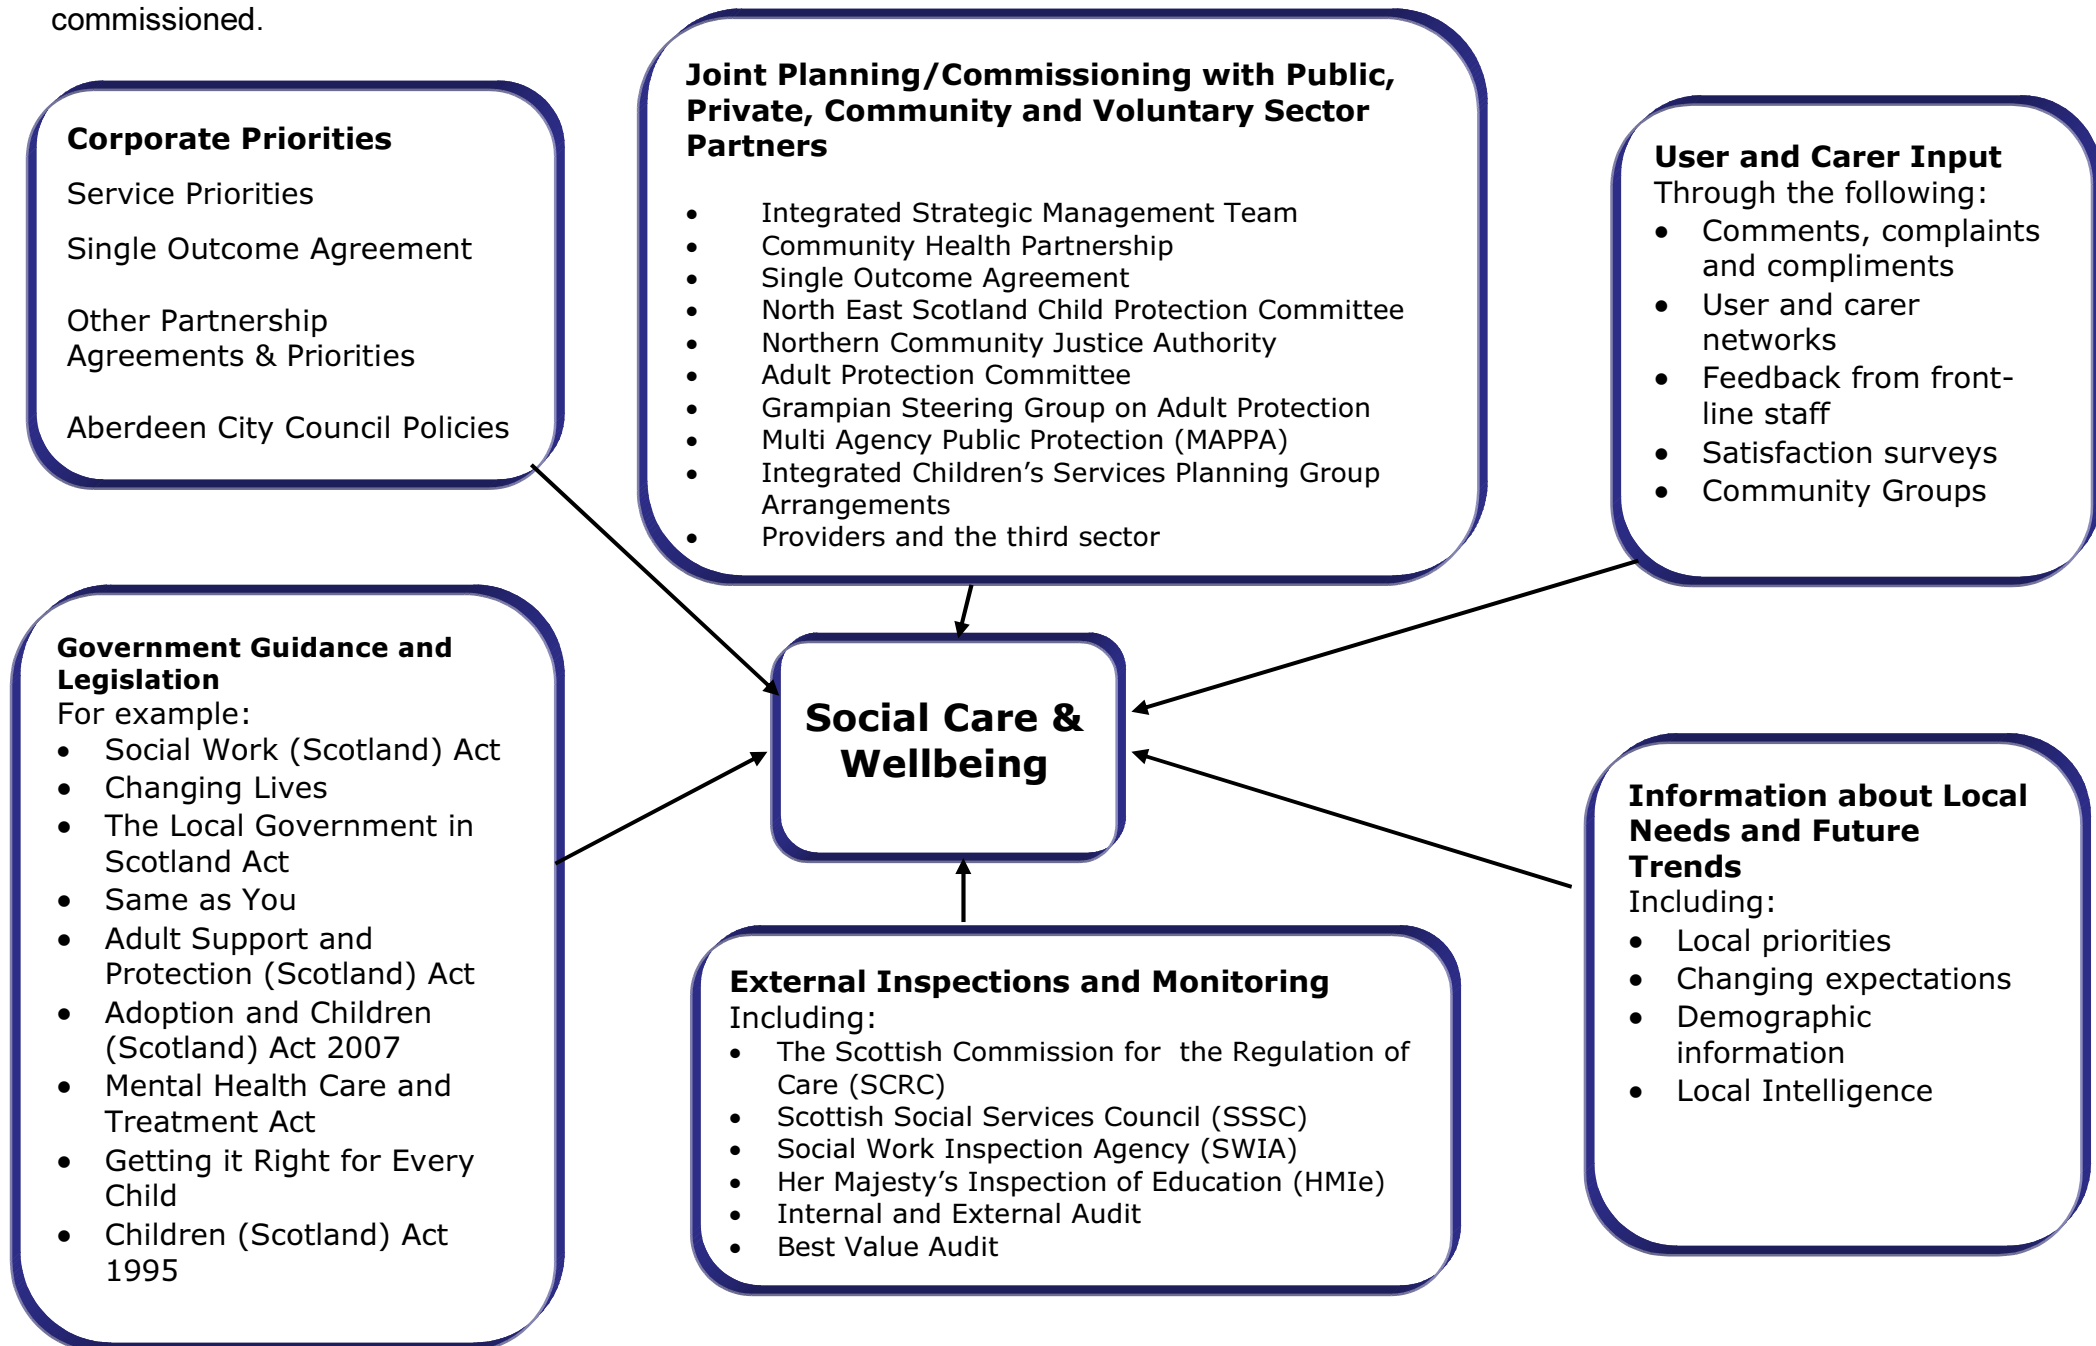 commissioned.
Corporate Priorities
Service Priorities
Single Outcome Agreement
Other Partnership
Agreements & Priorities
Aberdeen City Council Policies
Joint Planning/Commissioning with Public,
Private, Community and Voluntary Sector
Partners
• Integrated Strategic Management Team
• Community Health Partnership
• Single Outcome Agreement
• North East Scotland Child Protection Committee
• Northern Community Justice Authority
• Adult Protection Committee
• Grampian Steering Group on Adult Protection
• Multi Agency Public Protection (MAPPA)
• Integrated Children’s Services Planning Group
Arrangements
• Providers and the third sector
User and Carer Input
Through the following:
• Comments, complaints
and compliments
• User and carer
networks
• Feedback from front-
line staff
• Satisfaction surveys
• Community Groups
Government Guidance and
Legislation
For example:
• Social Work (Scotland) Act
• Changing Lives
• The Local Government in
Scotland Act
• Same as You
• Adult Support and
Protection (Scotland) Act
• Adoption and Children
(Scotland) Act 2007
• Mental Health Care and
Treatment Act
• Getting it Right for Every
Child
• Children (Scotland) Act
1995
Social Care &
Wellbeing
External Inspections and Monitoring
Including:
• The Scottish Commission for  the Regulation of
Care (SCRC)
• Scottish Social Services Council (SSSC)
• Social Work Inspection Agency (SWIA)
• Her Majesty’s Inspection of Education (HMIe)
• Internal and External Audit
• Best Value Audit
Information about Local
Needs and Future
Trends
Including:
• Local priorities
• Changing expectations
• Demographic
information
• Local Intelligence